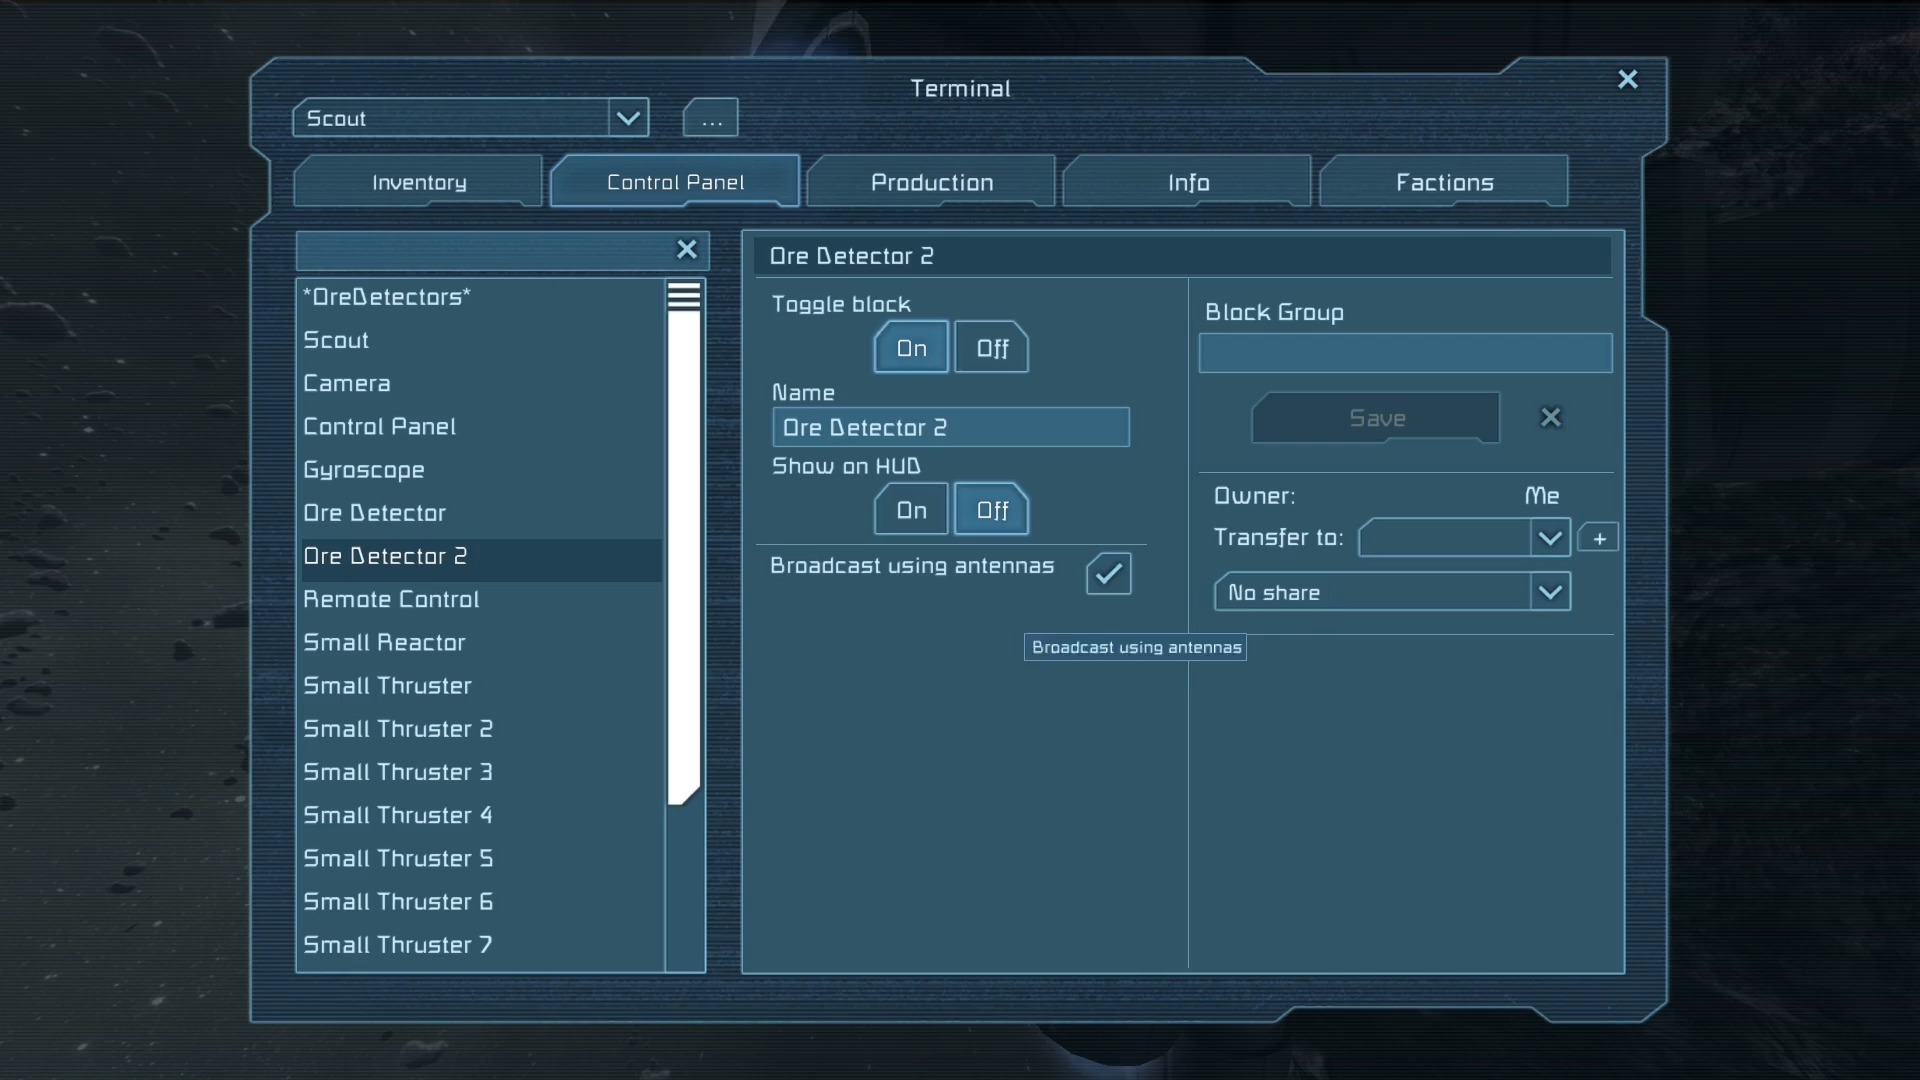 Terminal
Scout
...
Inventory
Control Panel
Production
Info
Factions
*OreDetectors*
Scout
Camera
Control Panel
Gyroscope
Ore Detector
Ore Detector 2
Remote Control
Small Reactor
Small Thruster
Small Thruster 2
Small Thruster 3
Small Thruster 4
Small Thruster 5
Small Thruster 6
Small Thruster 7
Ore Detector 2
Toggle block
On
Off
Name
Ore Detector 2
Show on HUD
On
Off
Broadcast using antennas
Broadcast using antennas
Block Group
Save
Owner: Me
Transfer to:
+
No share